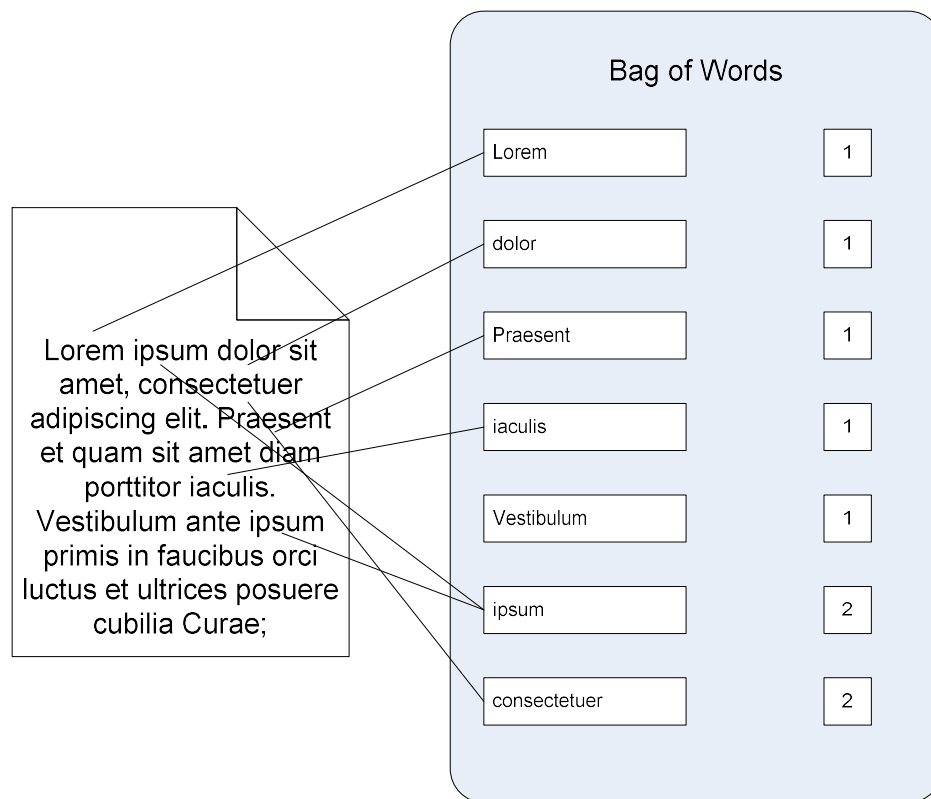 Bag of Words
Lorem 1
dolor 1
Praesent 1
iaculis 1
Vestibulum 1
ipsum 2
consectetuer 2
Lorem ipsum dolor sit
amet, consectetuer
adipiscing elit. Praesent
et quam sit amet diam
porttitor iaculis.
Vestibulum ante ipsum
primis in faucibus orci
luctus et ultrices posuere
cubilia Curae;